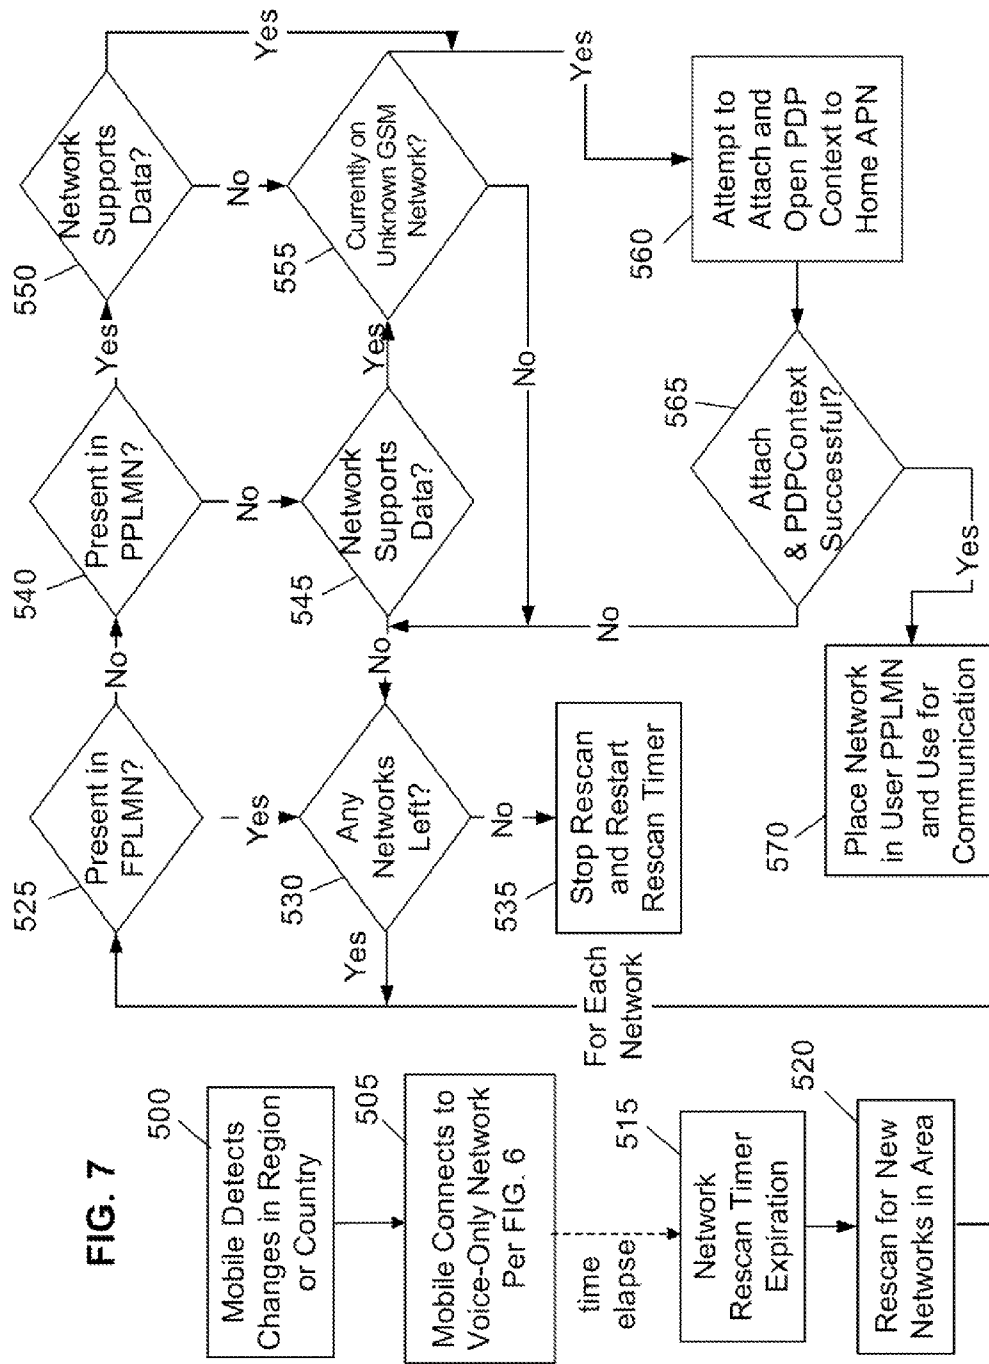 FIG. 7
500
Mobile Detects
Changes in Region
or Country
505
Mobile Connects to
Voice-Only Network
Per FIG. 6
time
elapse
515
Network
Rescan Timer
Expiration
520
Rescan for New
Networks in Area
For Each
Network
525
Present in
FPLMN?
No
Yes
530
Any
Networks
Left?
Yes
No
535
Stop Rescan
and Restart
Rescan Timer
540
Present in
PPLMN?
Yes
No
545
Network
Supports
Data?
Yes
No
550
Network
Supports
Data?
Yes
No
555
Currently on
Unknown GSM
Network?
Yes
No
560
Attempt to
Attach and
Open PDP
Context to
Home APN
565
Attach
& PDPContext
Successful?
No
Yes
570
Place Network
in User PPLMN
and Use for
Communication